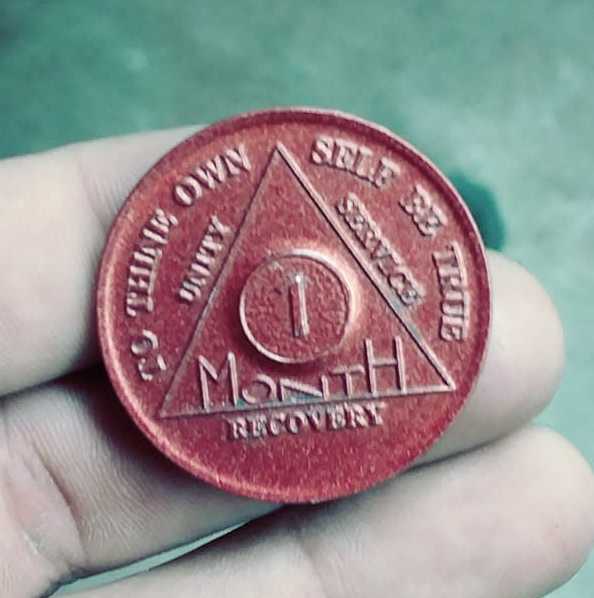 TO THINE OWN SELF BE TRUE
UNITY
SERVICE
1
MONTH
RECOVERY